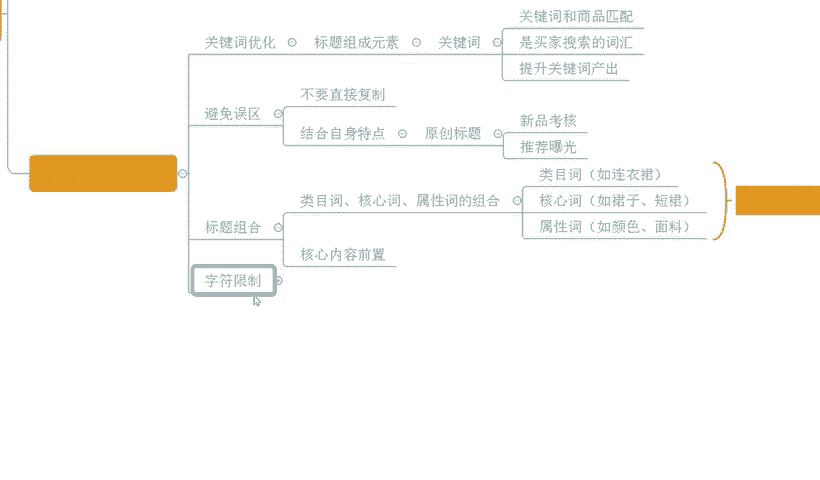 关键词优化
标题组成元素
关键词
关键词和商品匹配
是买家搜索的词汇
提升关键词产出
避免误区
不要直接复制
结合自身特点
原创标题
新品考核
推荐曝光
标题组合
类目词、核心词、属性词的组合
类目词（如连衣裙）
核心词（如裙子、短裙）
属性词（如颜色、面料）
核心内容前置
字符限制